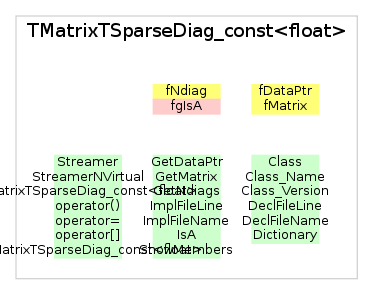 TMatrixTSparseDiag_const<float>
fNdiag
fgIsA
fDataPtr
fMatrix
Streamer
StreamerNVirtual
atrixTSparseDiag_const<float>
operator()
operator=
operator[]
MatrixTSparseDiag_const<float>
GetDataPtr
GetMatrix
GetNdiags
ImplFileLine
ImplFileName
IsA
ShowMembers
Class
Class_Name
Class_Version
DeclFileLine
DeclFileName
Dictionary